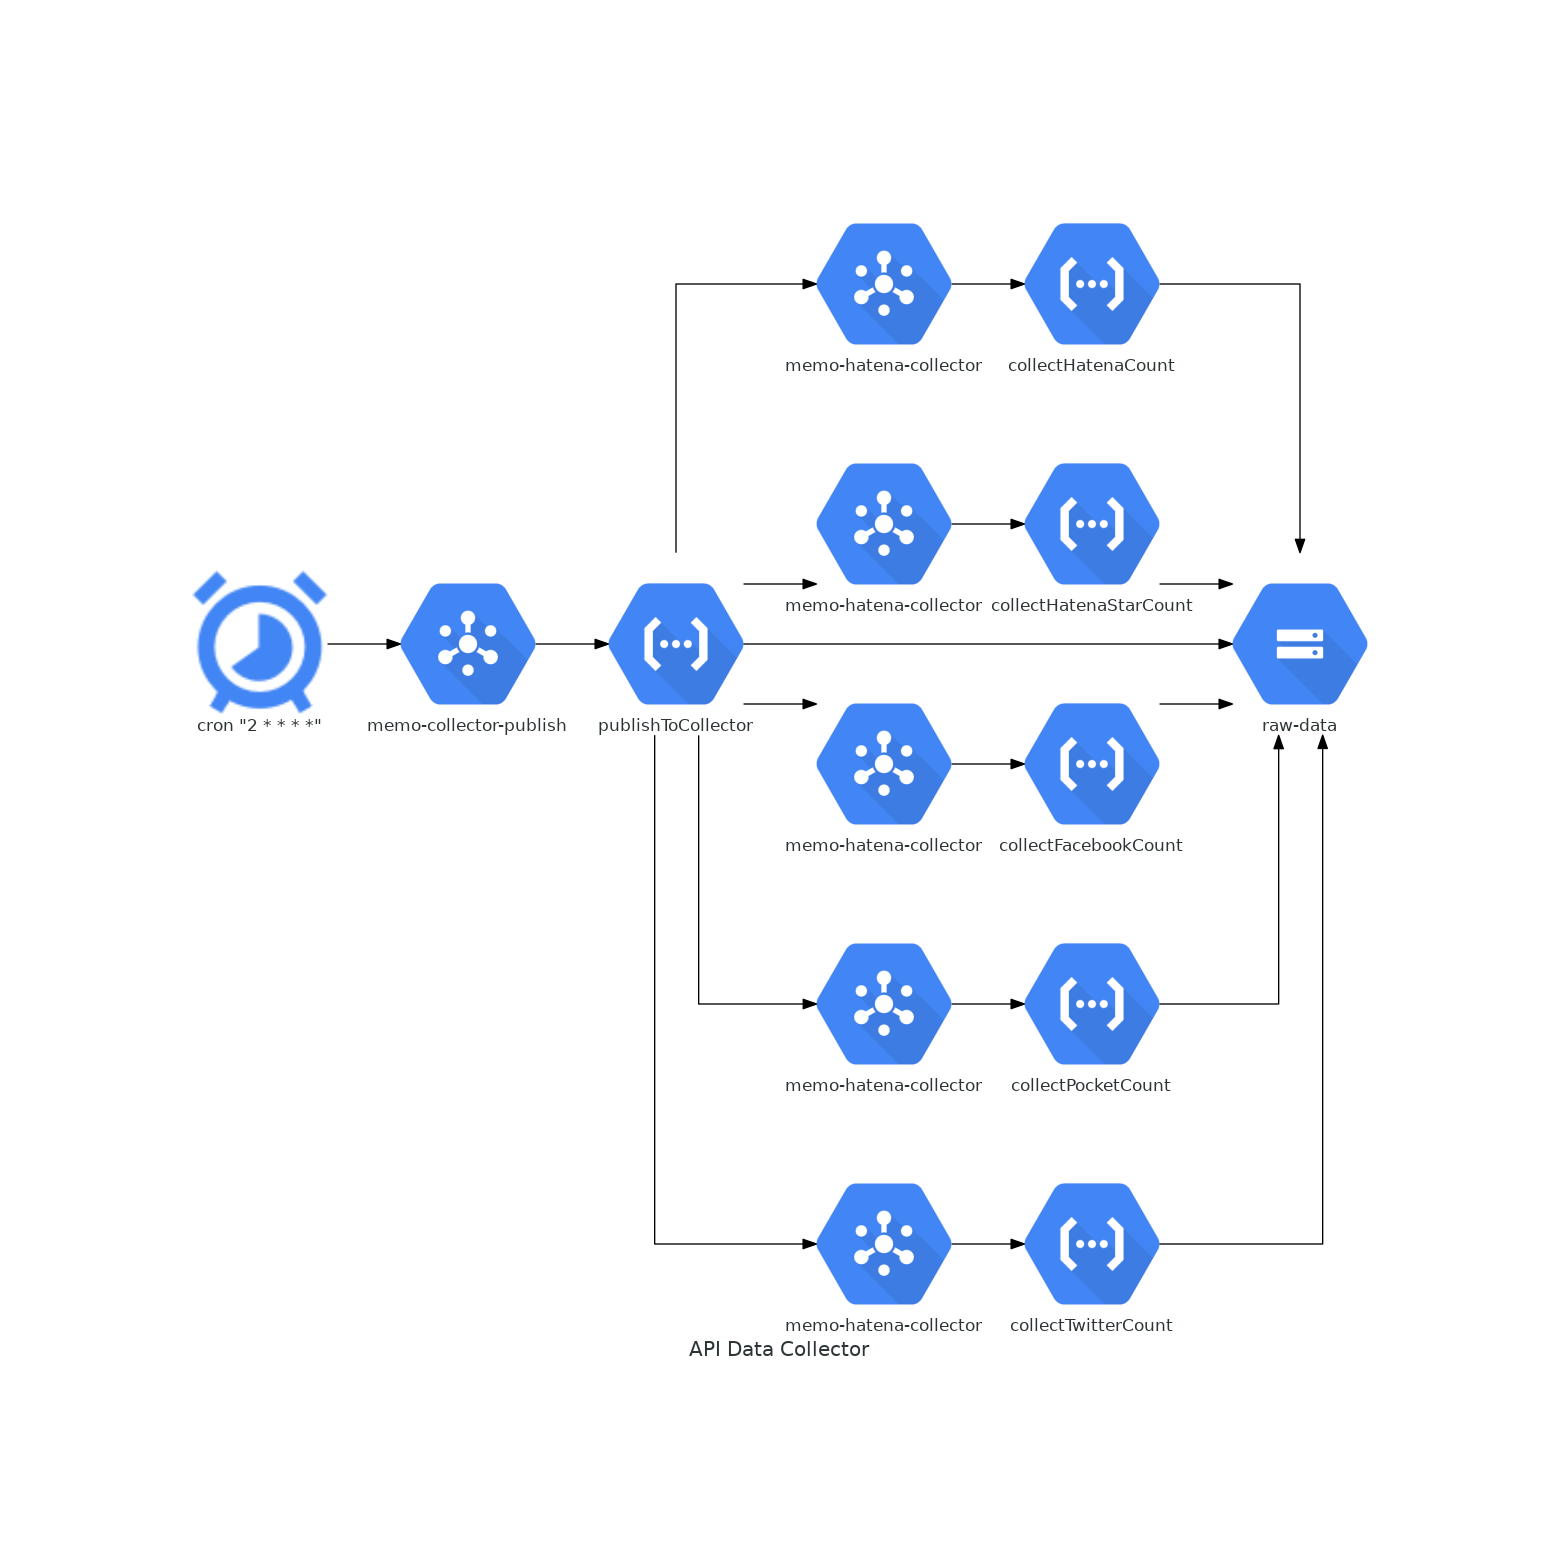 memo-hatena-collector
collectHatenaCount
memo-hatena-collector
collectHatenaStarCount
cron "2 * * * *"
memo-collector-publish
publishToCollector
raw-data
memo-hatena-collector
collectFacebookCount
memo-hatena-collector
collectPocketCount
memo-hatena-collector
collectTwitterCount
API Data Collector